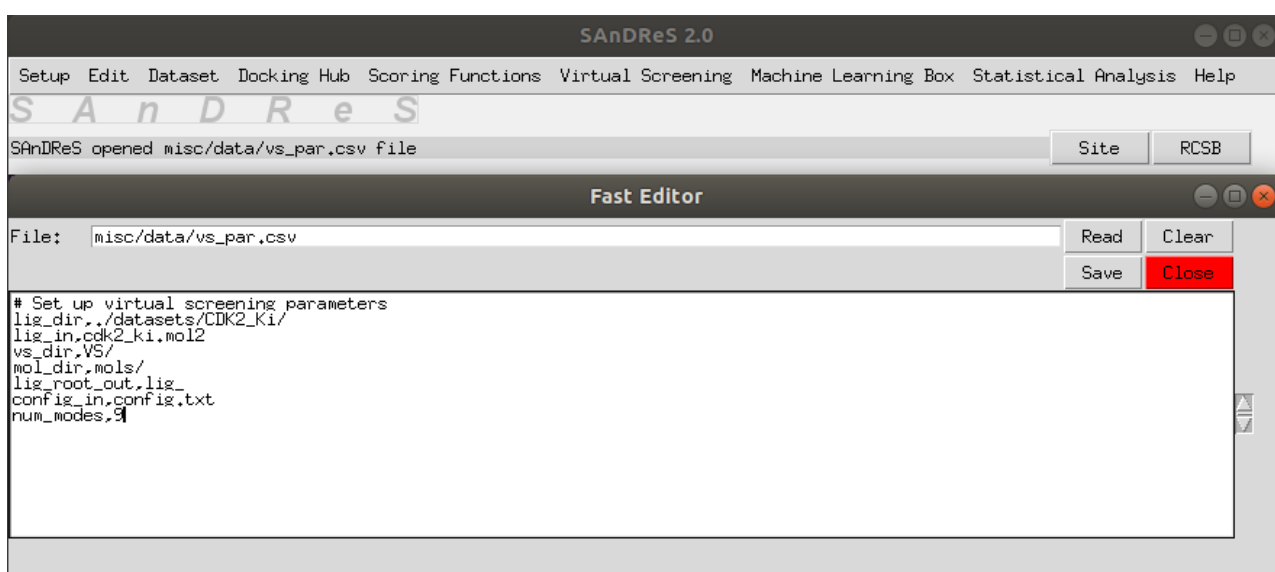 SAnDReS 2.0
Setup Edit Dataset Docking Hub Scoring Functions Virtual Screening Machine Learning Box Statistical Analysis Help
S A n D R e S
SAnDReS opened misc/data/vs_par.csv file Site RCSB
Fast Editor
File: misc/data/vs_par.csv Read Clear
Save Close
# Set up virtual screening parameters
lig_dir,./datasets/CDK2_Ki/
lig_in,cdk2_ki.mol2
vs_dir,VS/
mol_dir,mols/
lig_root_out,lig_
config_in,config.txt
num_modes,9